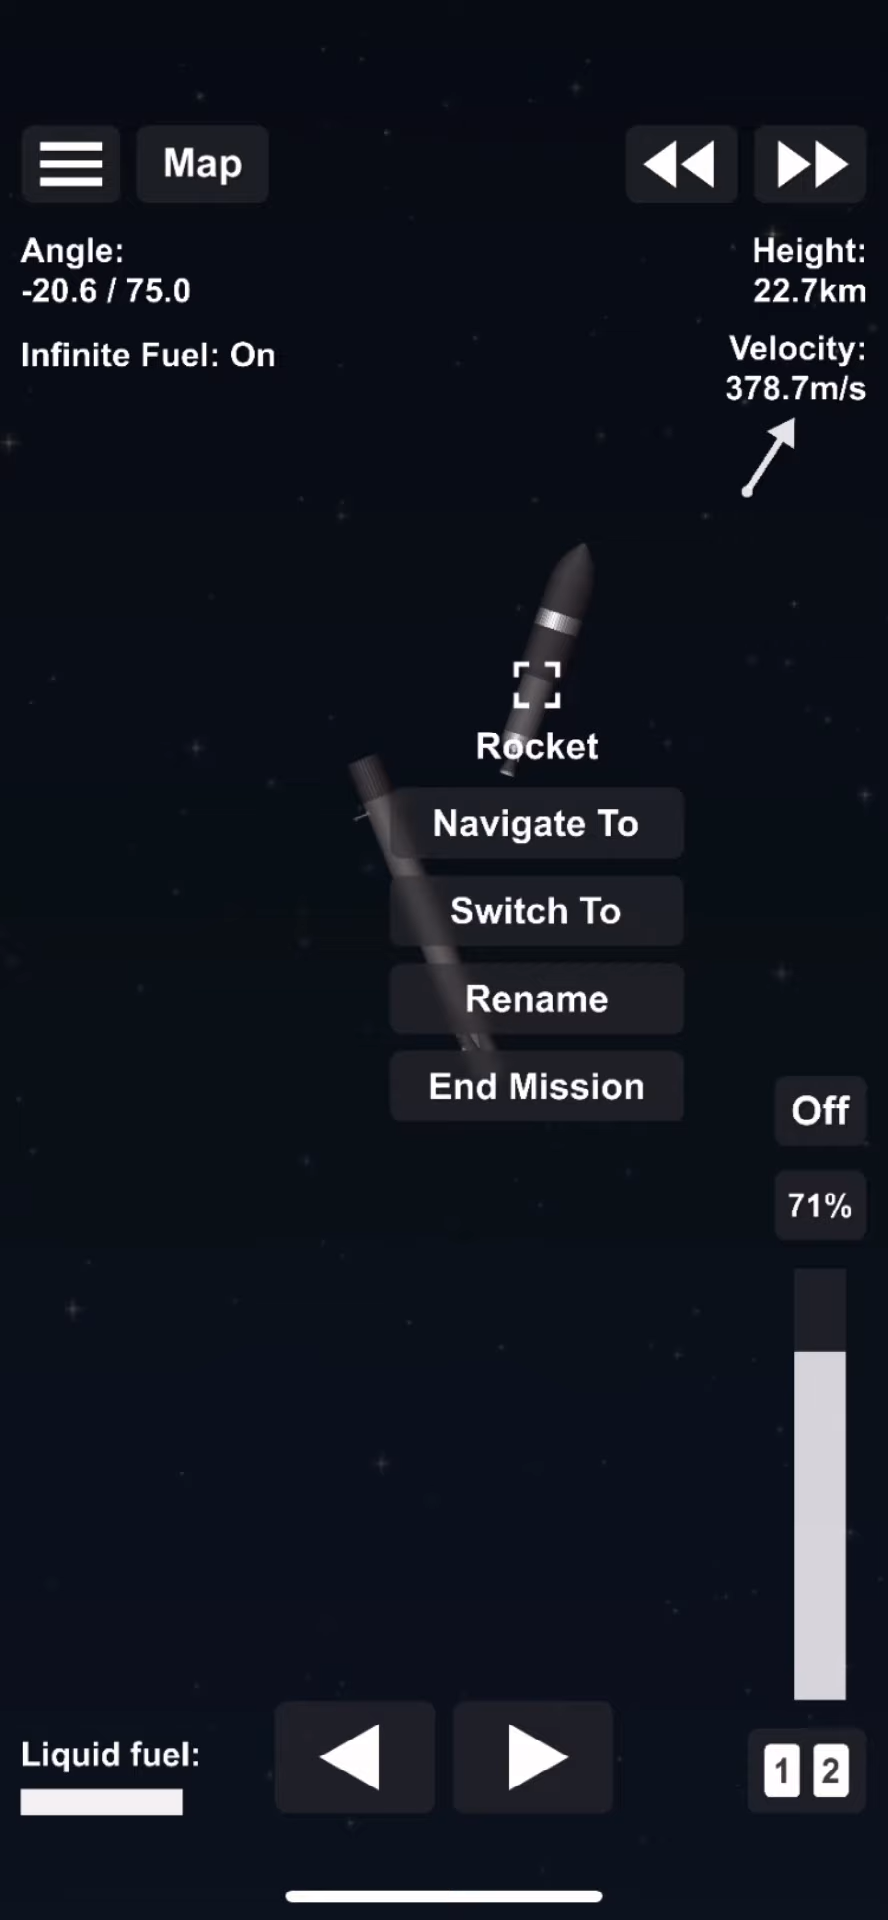 Map
Angle:
-20.6 / 75.0
Infinite Fuel: On
Height:
22.7km
Velocity:
378.7m/s
Rocket
Navigate To
Switch To
Rename
End Mission
Off
71%
Liquid fuel:
1 2